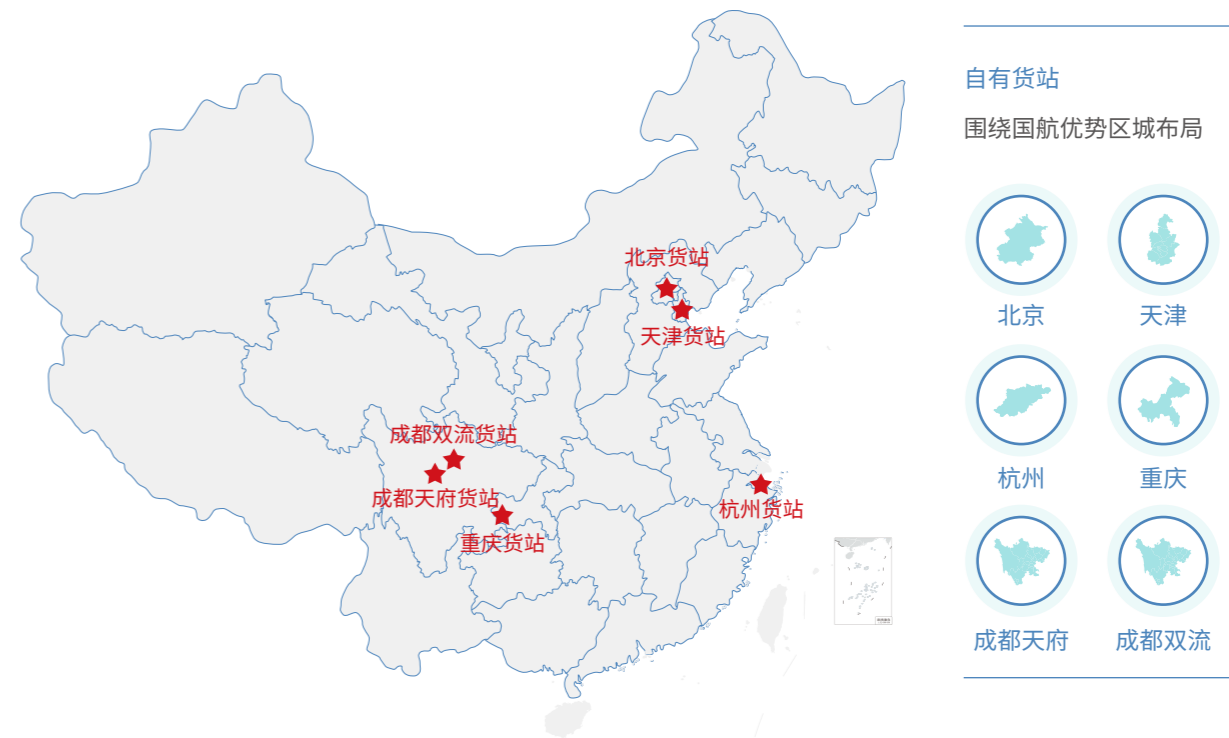 自有货站
围绕国航优势区城布局
北京货站
天津货站
成都双流货站
成都天府货站
重庆货站
杭州货站
北京
天津
杭州
重庆
成都天府
成都双流